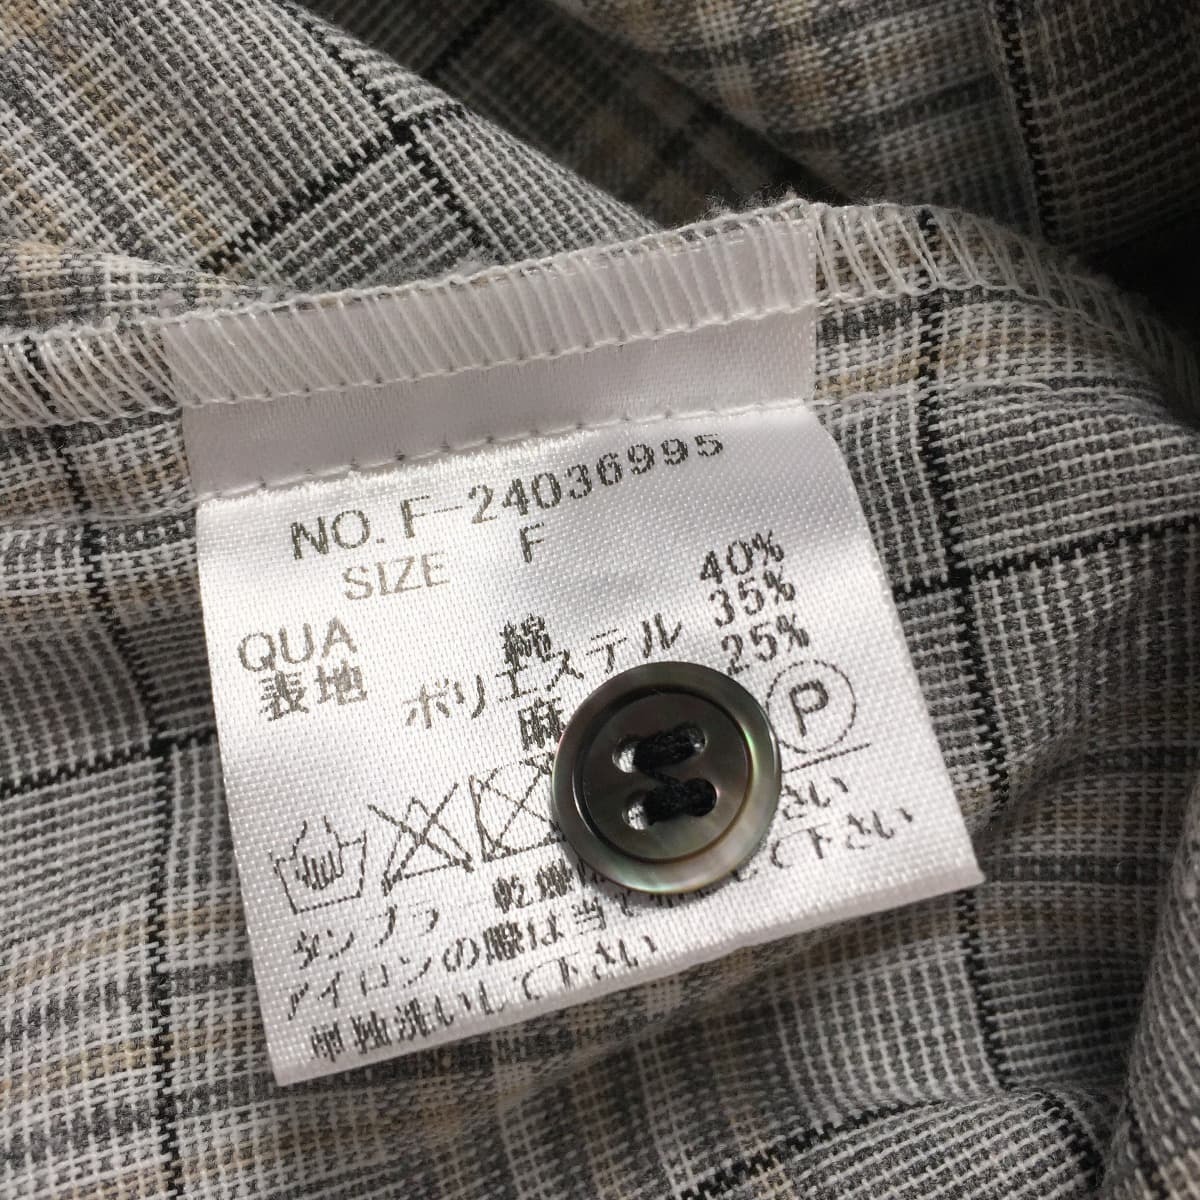 NO. F-24036995
SIZE F
QUA 綿 40%
表地 ポリエステル 35%
麻 25%
P
タンブラー乾燥 さい
アイロンの際は当て して下さい
単独洗いして下さい